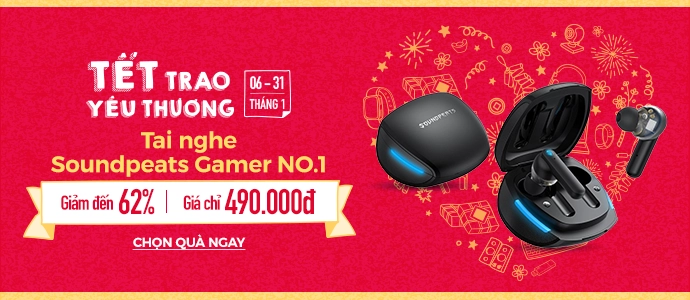 TẾT TRAO
YÊU THƯƠNG
06 – 31
THÁNG 1
Tai nghe
Soundpeats Gamer NO.1
Giảm đến 62% | Giá chỉ 490.000đ
CHỌN QUÀ NGAY
SOUNDPEATS